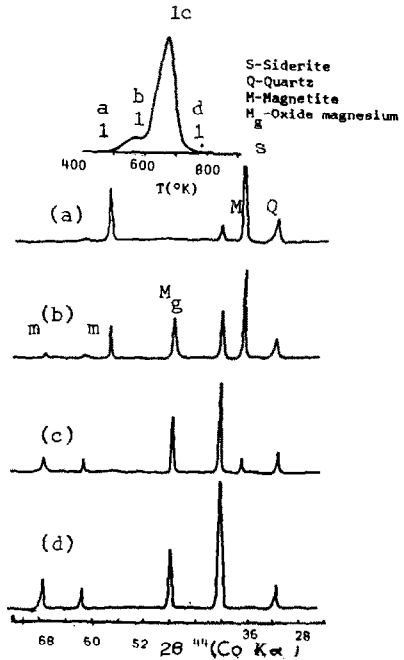 1c
S-Siderite
Q-Quartz
M-Magnetite
Mg-Oxide magnesium
a b d
1 1 1
S
400 600 800
T(°K)
(a) M Q
(b) m m Mg
(c)
(d)
68 60 52 2θ 44 (Co Kα) 36 28